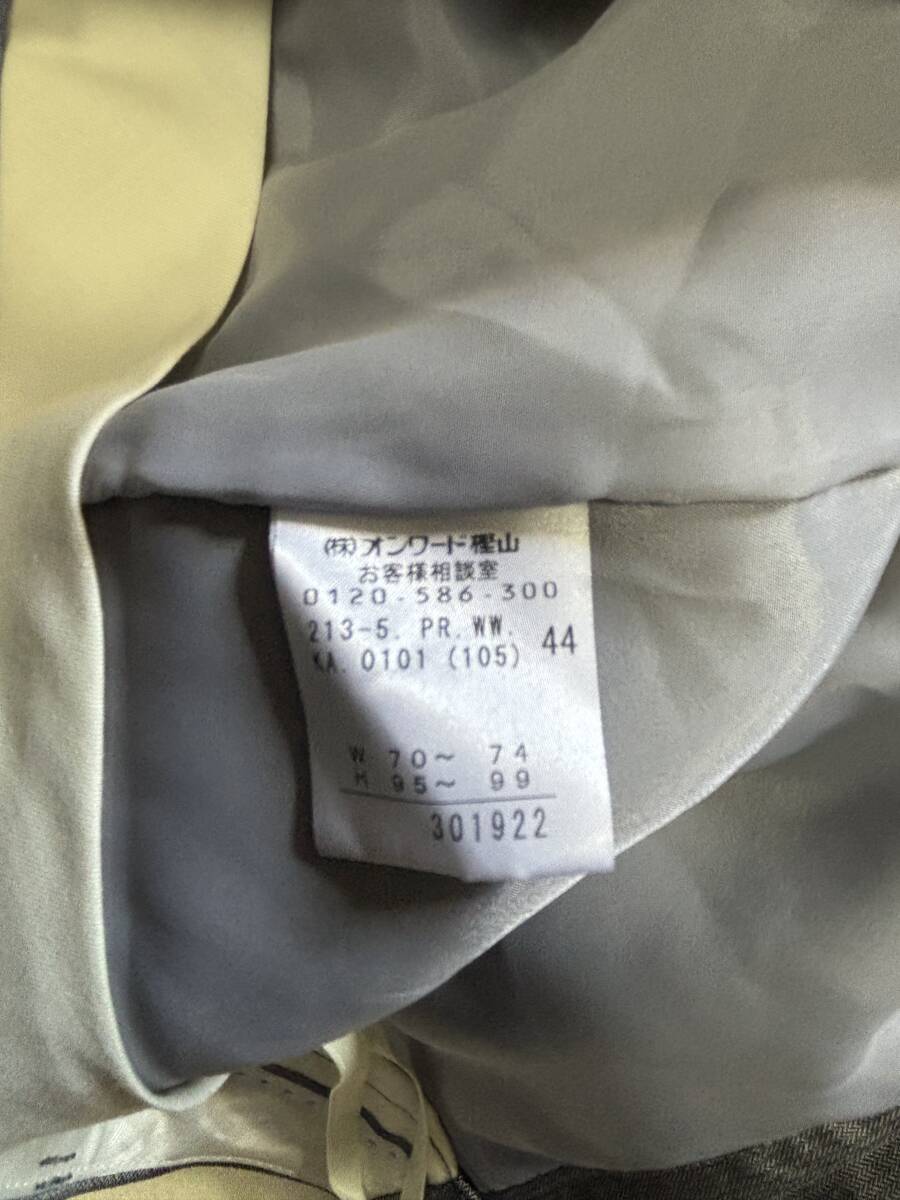 (株)オンワード樫山
お客様相談室
0120-586-300
213-5. PR. WW. 44
KA. 0101 (105)
W 70〜 74
H 95〜 99
301922